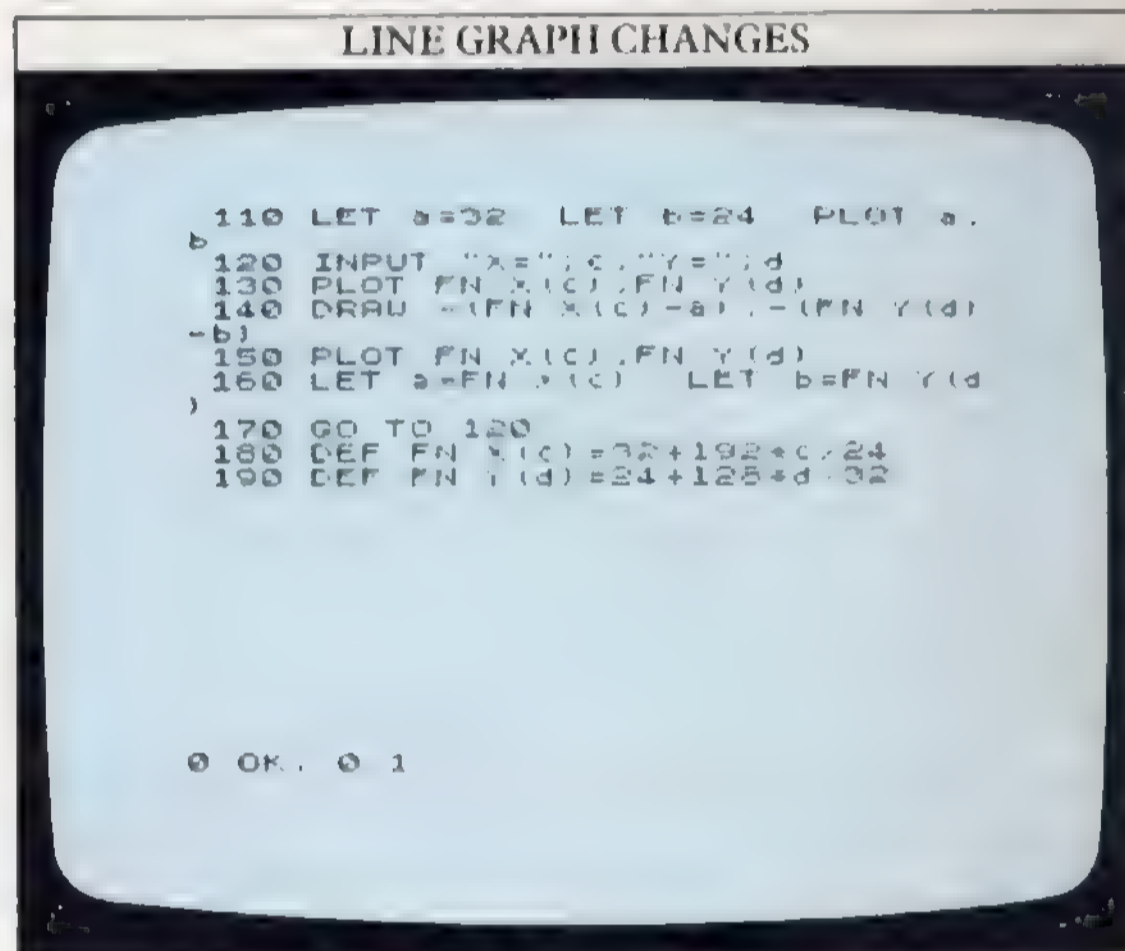 LINE GRAPH CHANGES
110 LET a=32: LET b=24: PLOT a,
b
120 INPUT "X=";c,"Y=";d
130 PLOT FN X(c),FN Y(d)
140 DRAW -(FN X(c)-a),-(FN Y(d)
-b)
150 PLOT FN X(c),FN Y(d)
160 LET a=FN X(c): LET b=FN Y(d
)
170 GO TO 120
180 DEF FN X(c)=32+192*c/24
190 DEF FN Y(d)=24+128*d/32
0 OK, 0:1